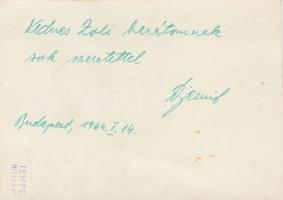 Kedves Zoli barátomnak
sok szeretettel
Budapest, 1964. I. 14.